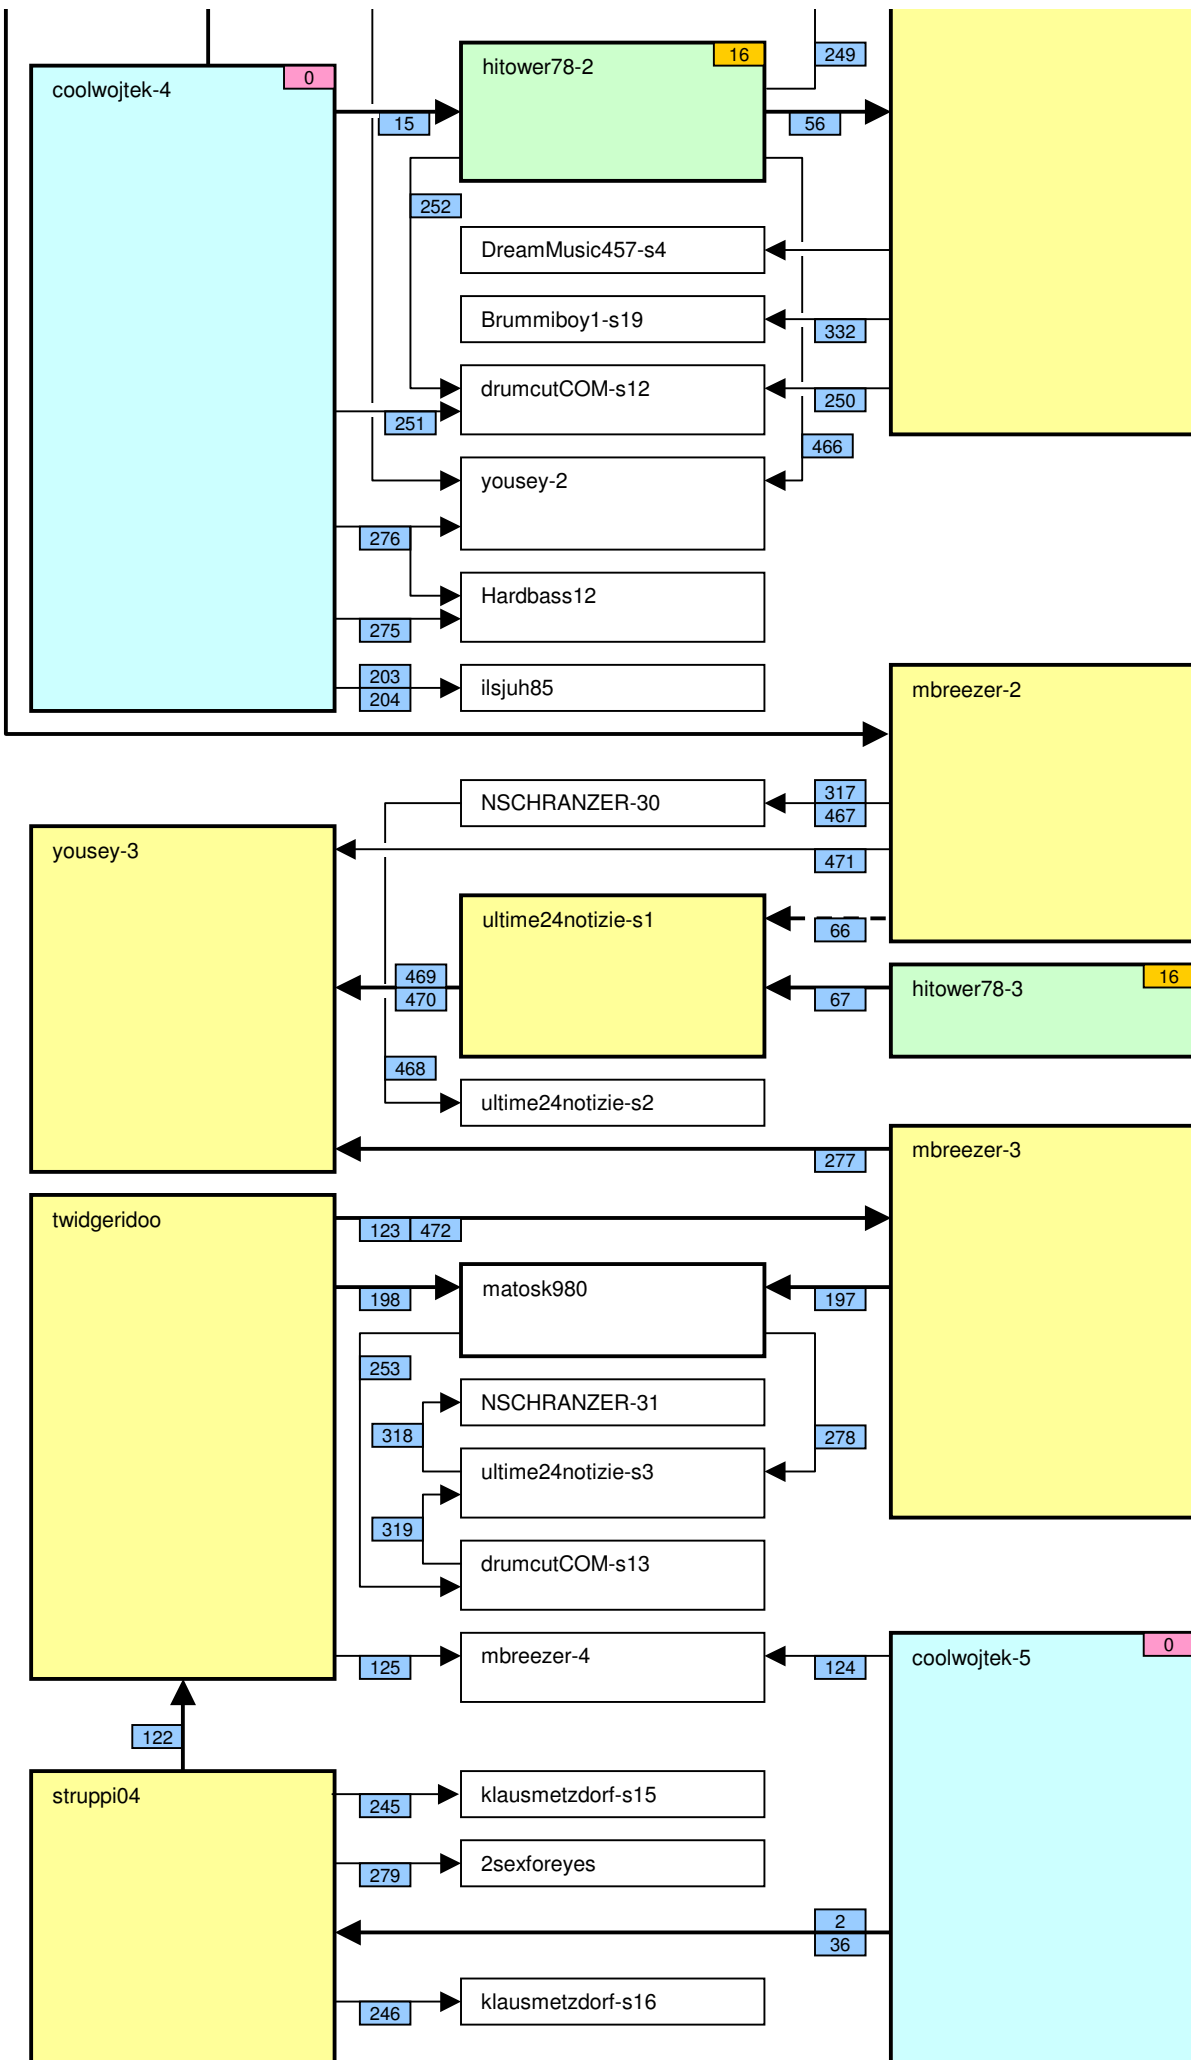 hitower78-2
16
249
coolwojtek-4
0
15
56
252
DreamMusic457-s4
Brummiboy1-s19
332
drumcutCOM-s12
250
251
466
yousey-2
276
Hardbass12
275
203
204
ilsjuh85
mbreezer-2
NSCHRANZER-30
317
467
yousey-3
471
ultime24notizie-s1
66
469
470
67
hitower78-3
16
468
ultime24notizie-s2
277
mbreezer-3
twidgeridoo
123 472
198
matosk980
197
253
NSCHRANZER-31
318
278
ultime24notizie-s3
319
drumcutCOM-s13
125
mbreezer-4
124
coolwojtek-5
0
122
struppi04
245
klausmetzdorf-s15
279
2sexforeyes
2
36
246
klausmetzdorf-s16